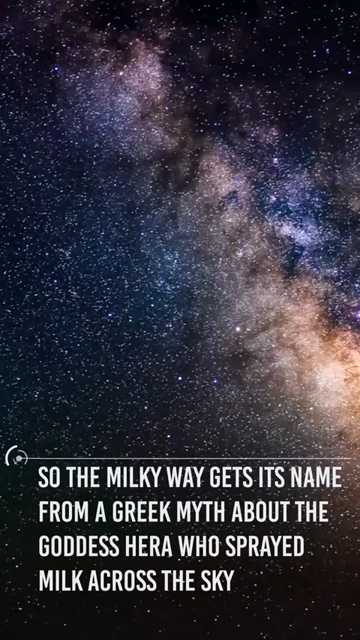 SO THE MILKY WAY GETS ITS NAME
FROM A GREEK MYTH ABOUT THE
GODDESS HERA WHO SPRAYED
MILK ACROSS THE SKY